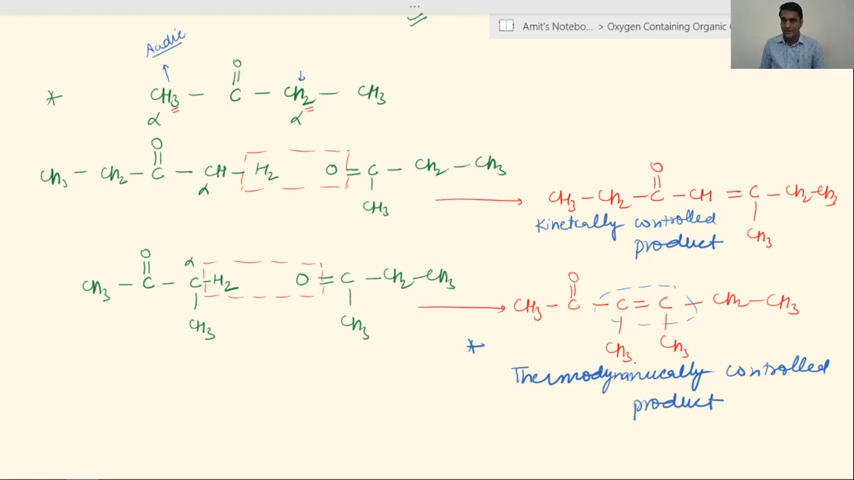 Amit's Notebo... > Oxygen Containing Organic
Acidic
* CH3 — C — CH2 — CH3
O
α α
O
CH3 — CH2 — C — CH — H2 O = C — CH2 — CH3
α CH3
O
CH3 — CH2 — C — CH = C — CH2 — CH3
CH3
Kinetically controlled
product
O α
CH3 — C — C — H2 O = C — CH2 — CH3
CH3 CH3
O
CH3 — C — C = C — CH2 — CH3
CH3 CH3
*
Thermodynamically controlled
product